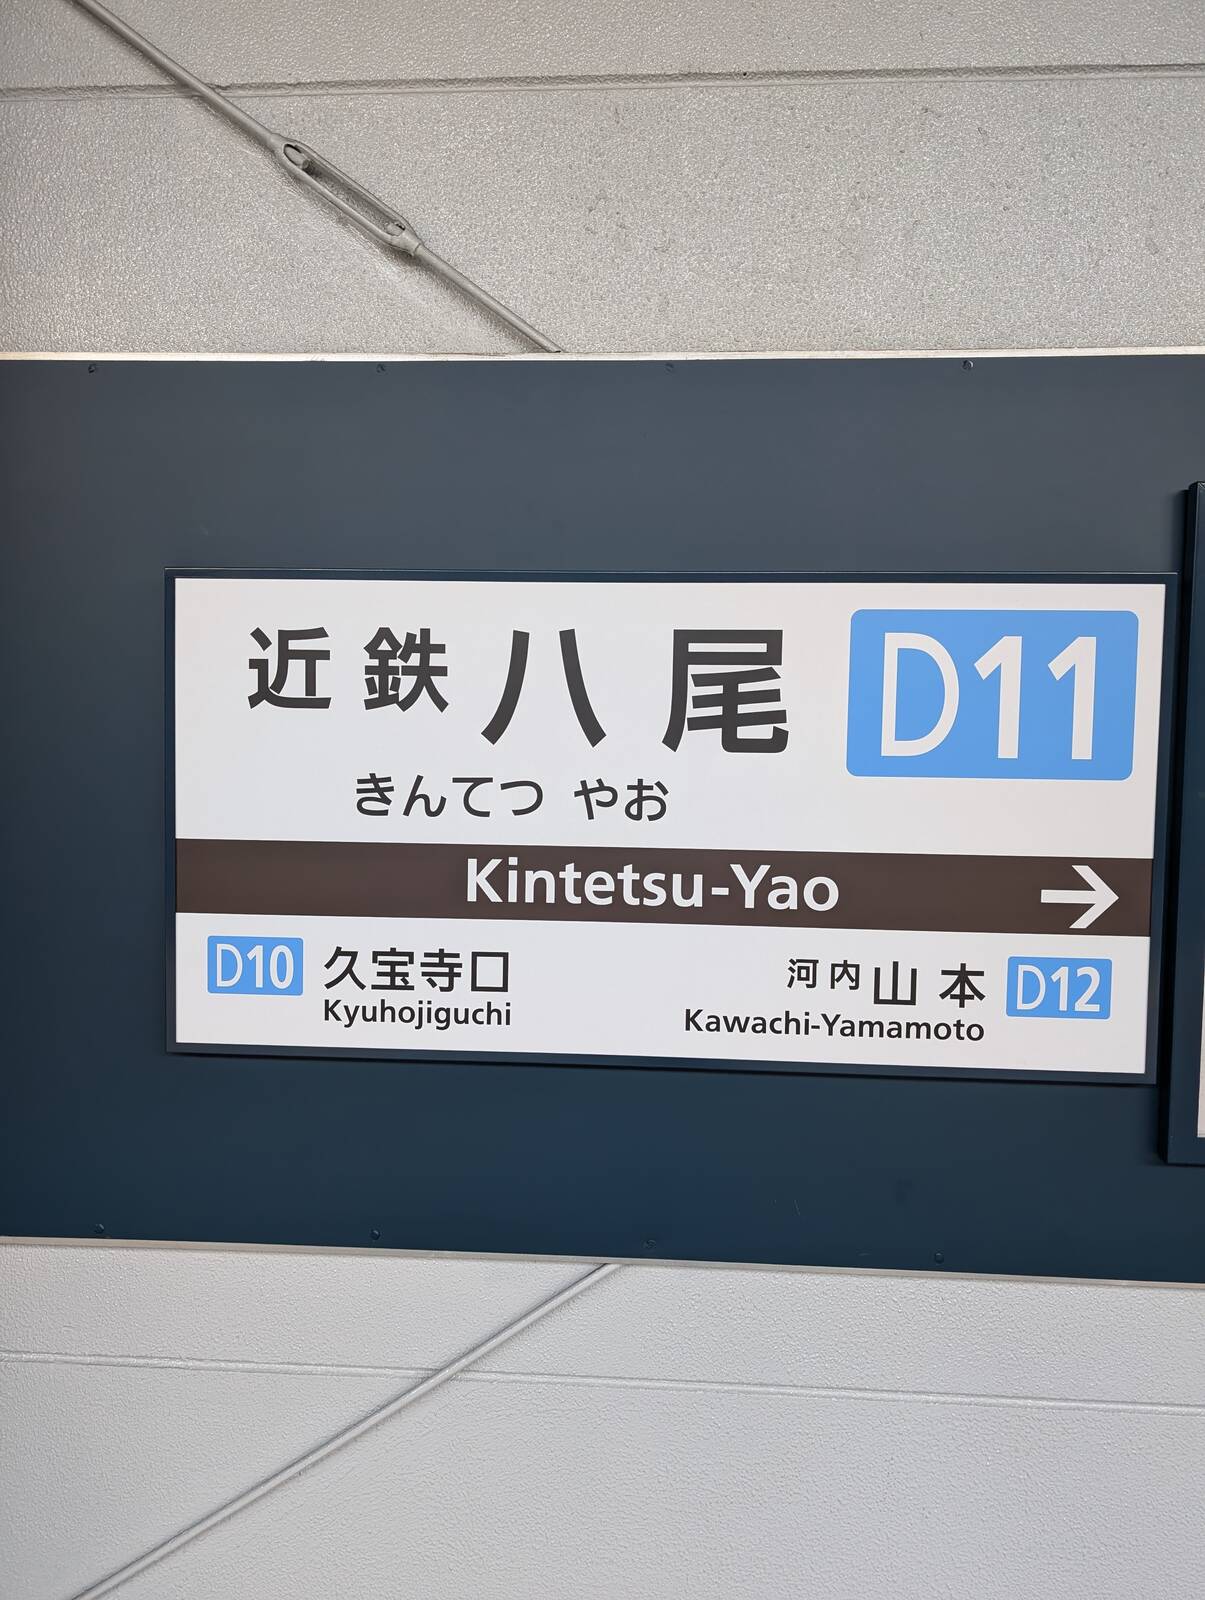 近鉄八尾 D11
きんてつ やお
Kintetsu-Yao →
D10 久宝寺口 河内山本 D12
Kyuhojiguchi Kawachi-Yamamoto